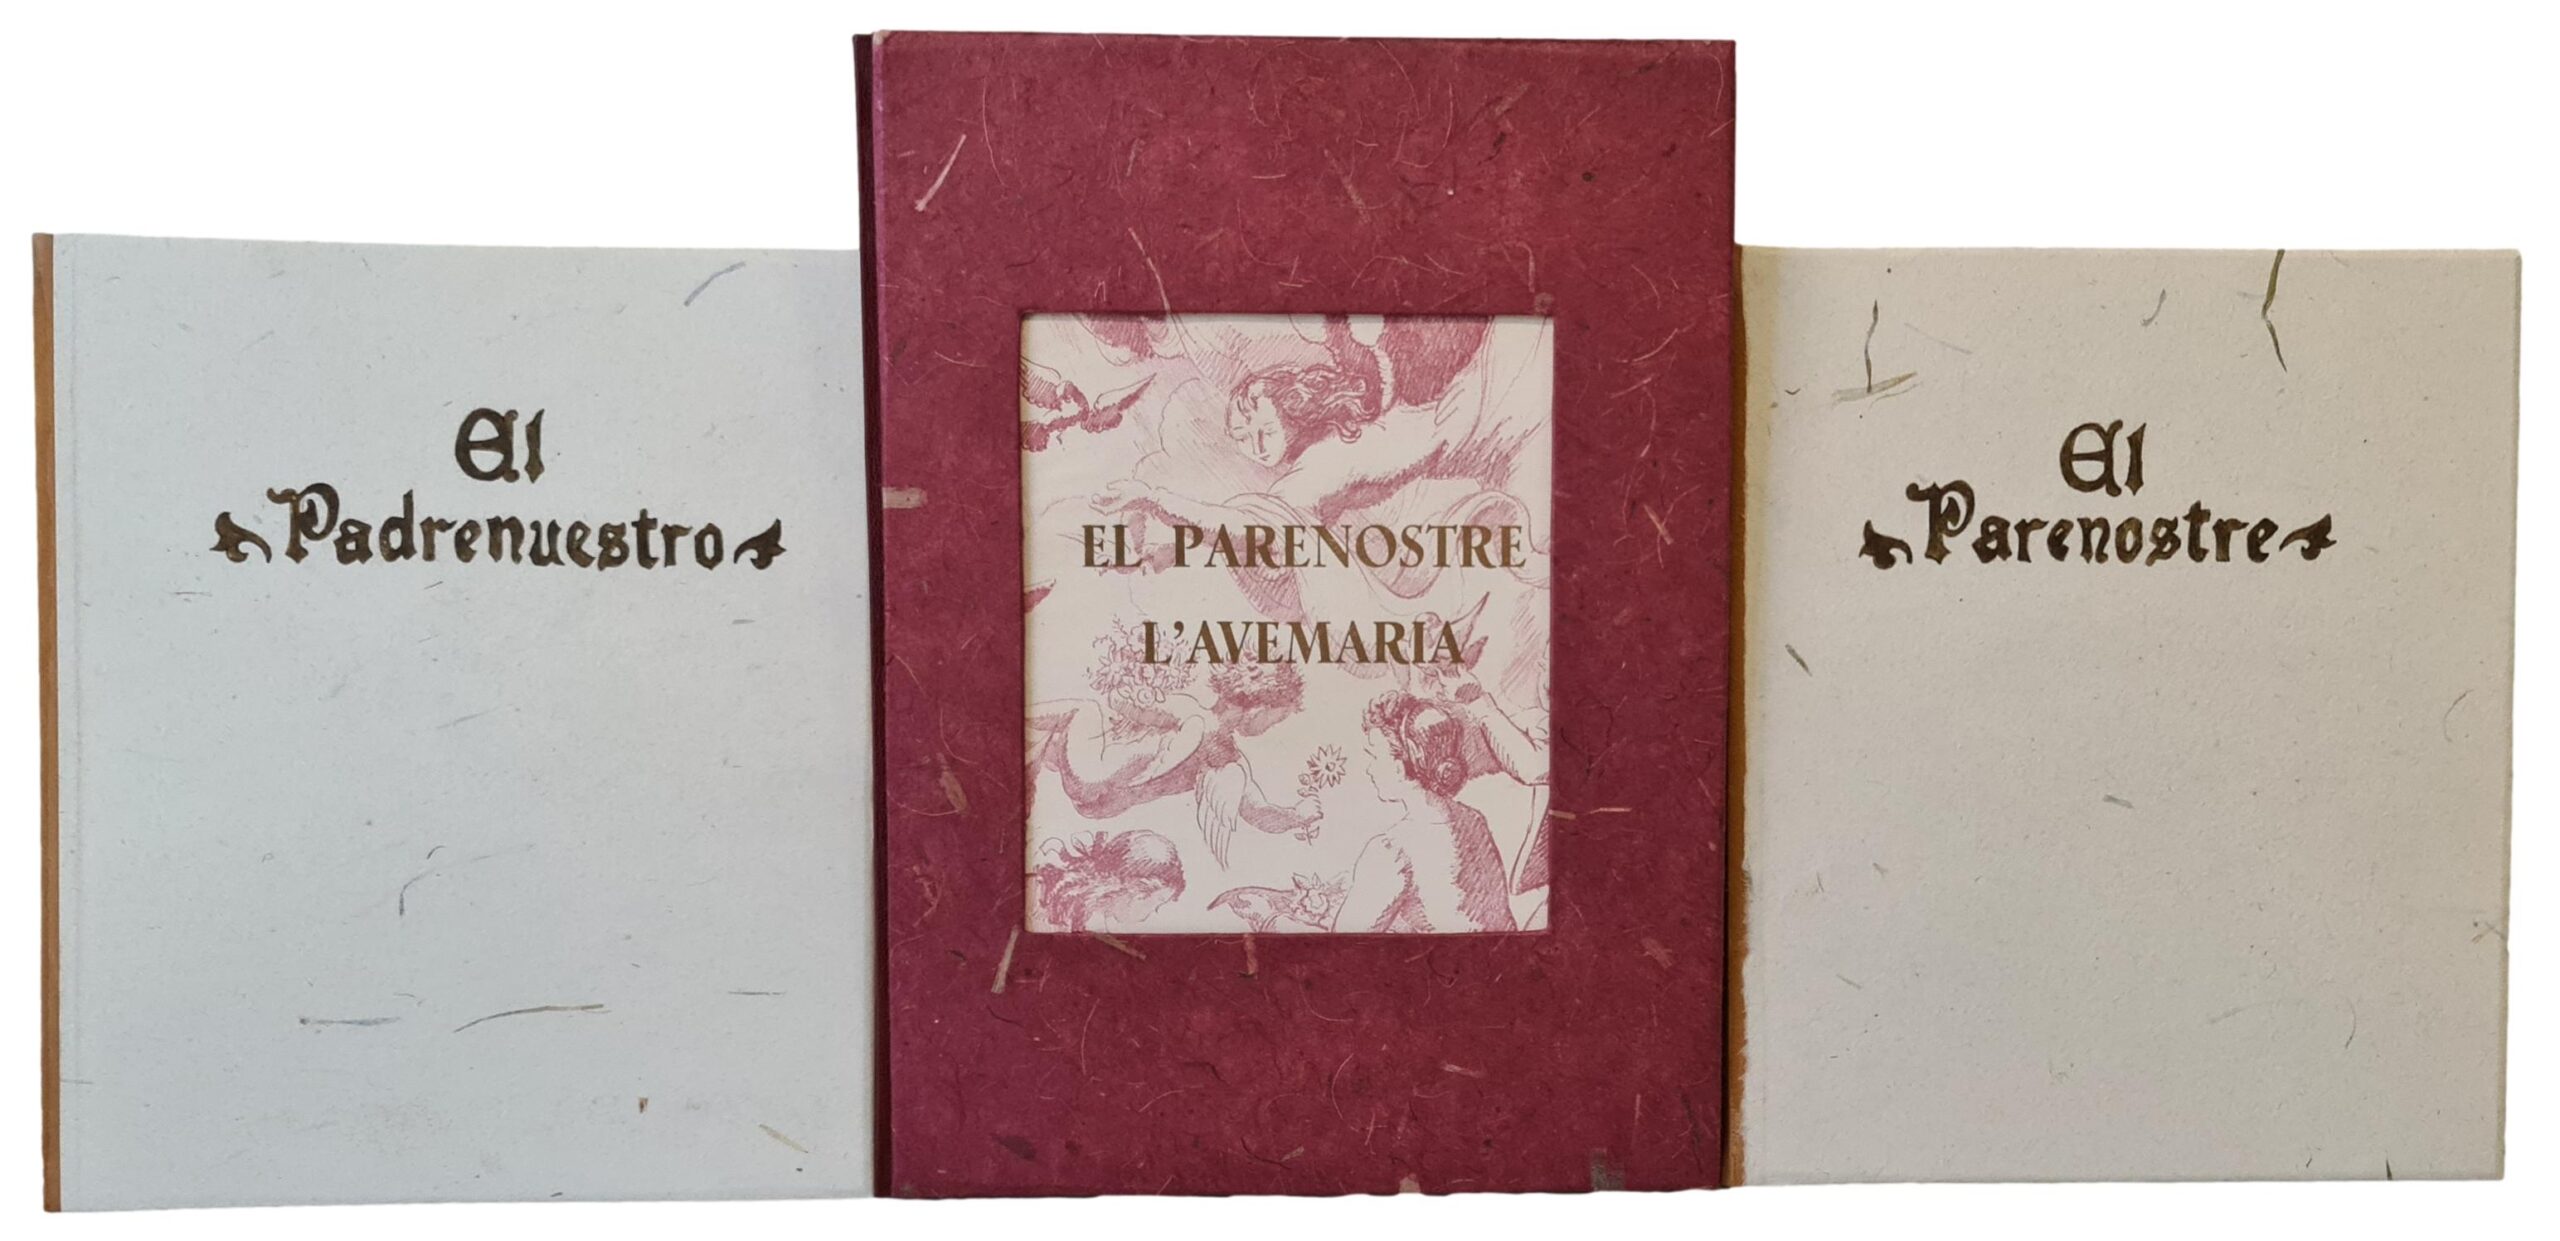 El
Padrenuestro
EL PARENOSTRE
L'AVEMARIA
El
Parenostre